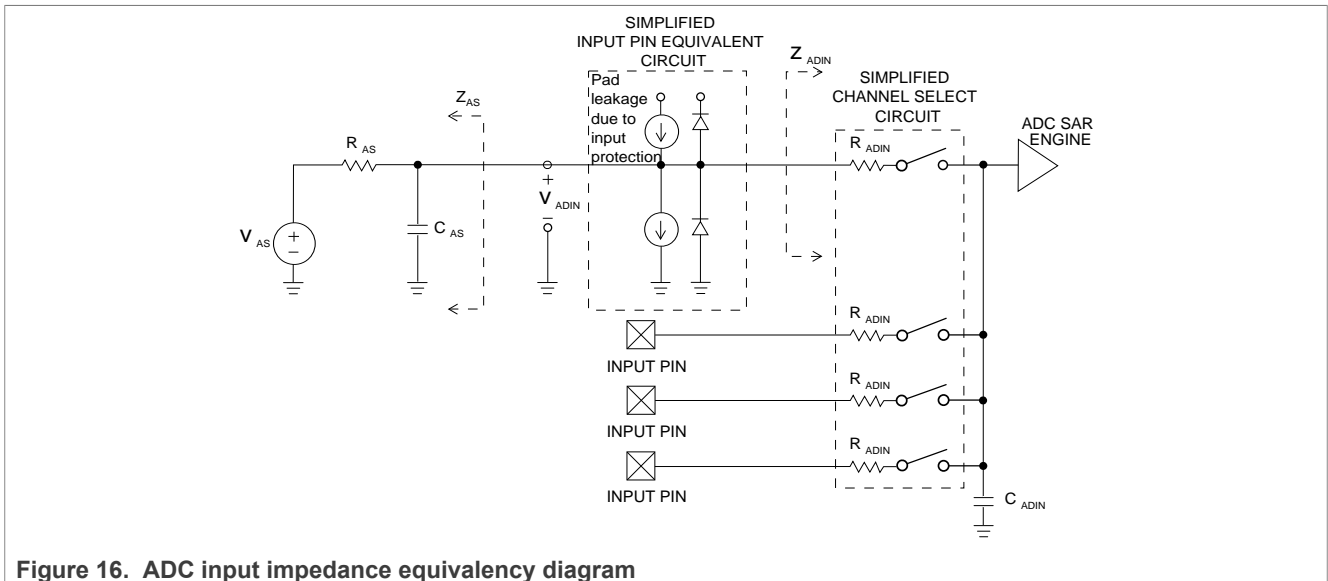 SIMPLIFIED
INPUT PIN EQUIVALENT
CIRCUIT
Pad
leakage
due to
input
protection
Z ADIN
SIMPLIFIED
CHANNEL SELECT
CIRCUIT
ADC SAR
ENGINE
Z AS
R AS
R ADIN
+
V ADIN
–
C AS
V AS
+
–
R ADIN
INPUT PIN
R ADIN
INPUT PIN
R ADIN
INPUT PIN
C ADIN
Figure 16. ADC input impedance equivalency diagram